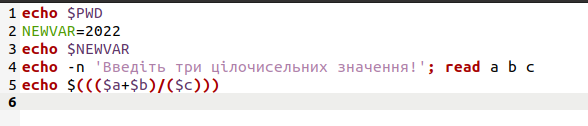 1 echo $PWD
2 NEWVAR=2022
3 echo $NEWVAR
4 echo -n 'Введіть три цілочисельних значення!'; read a b c
5 echo $((($a+$b)/($c)))
6